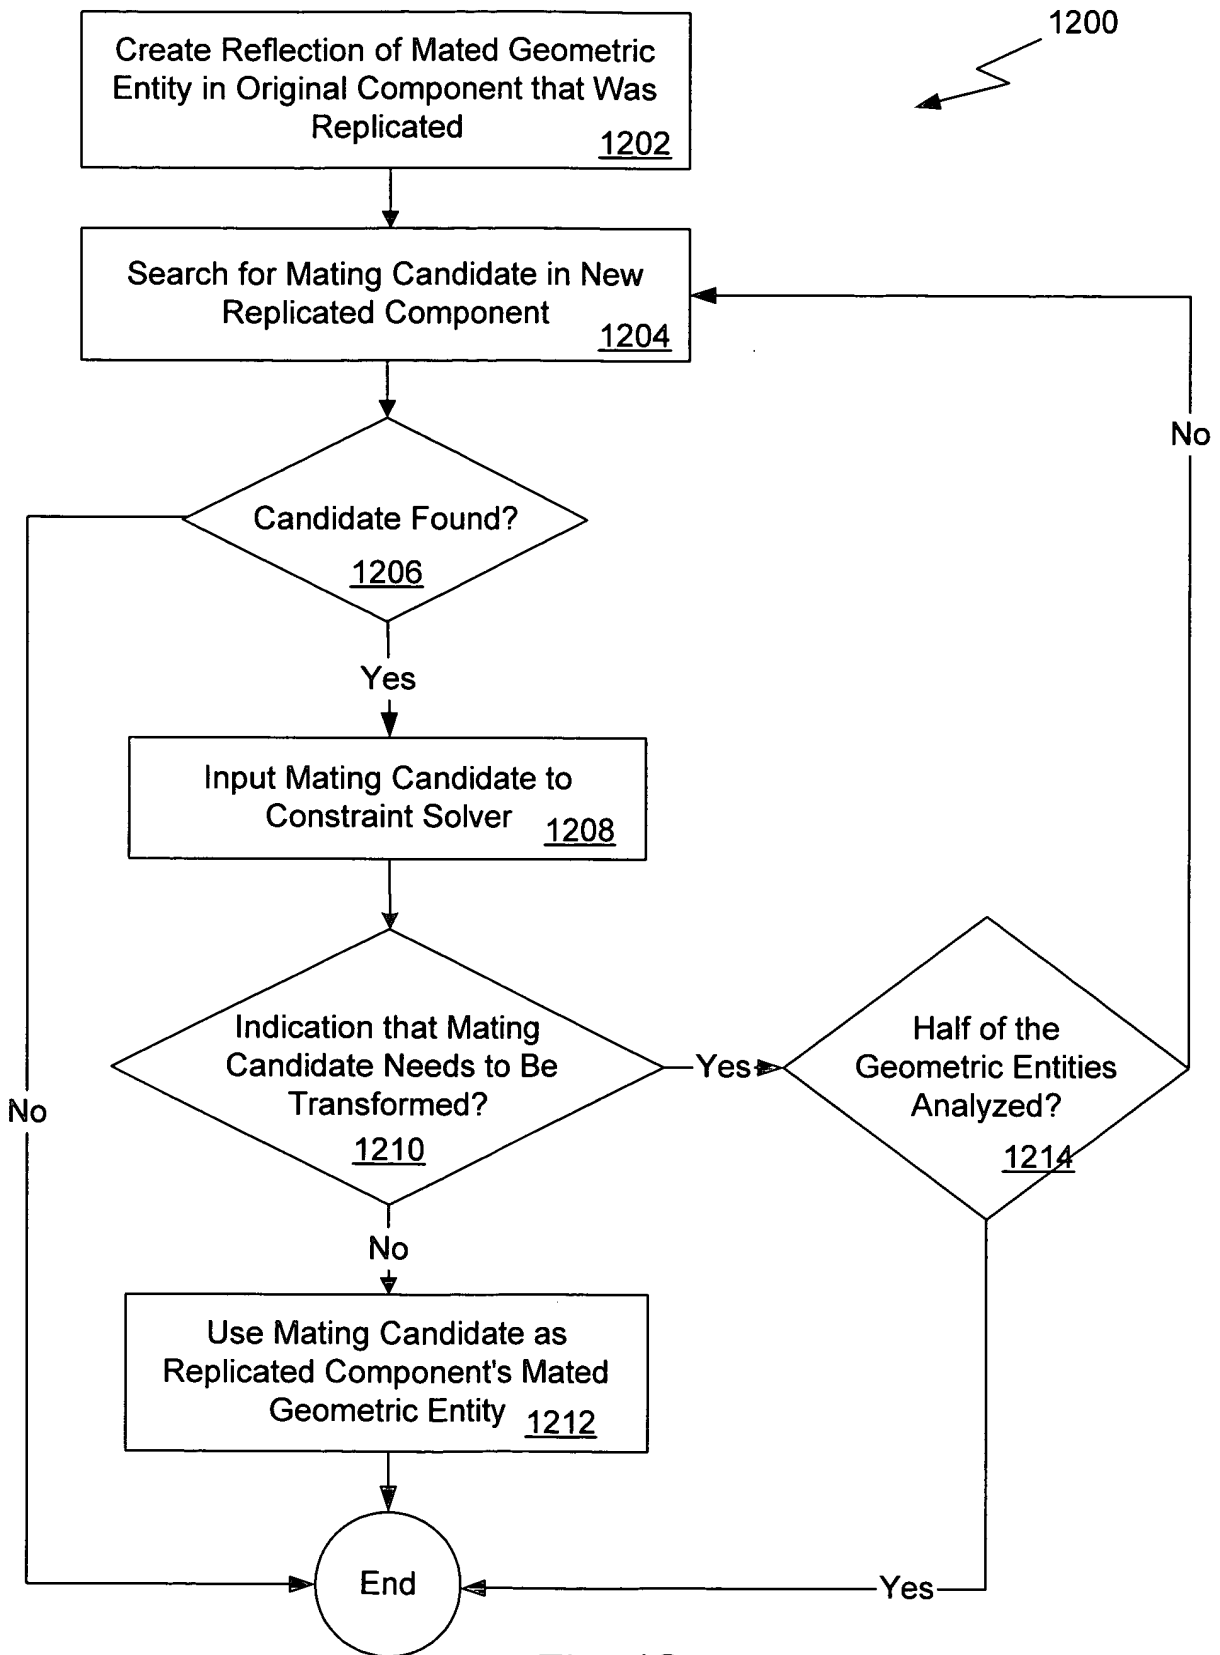 1200
Create Reflection of Mated Geometric
Entity in Original Component that Was
Replicated
1202
Search for Mating Candidate in New
Replicated Component
1204
No
Candidate Found?
1206
Yes
Input Mating Candidate to
Constraint Solver
1208
Indication that Mating
Candidate Needs to Be
Transformed?
1210
Yes
Half of the
Geometric Entities
Analyzed?
1214
No
No
Use Mating Candidate as
Replicated Component's Mated
Geometric Entity
1212
End
Yes